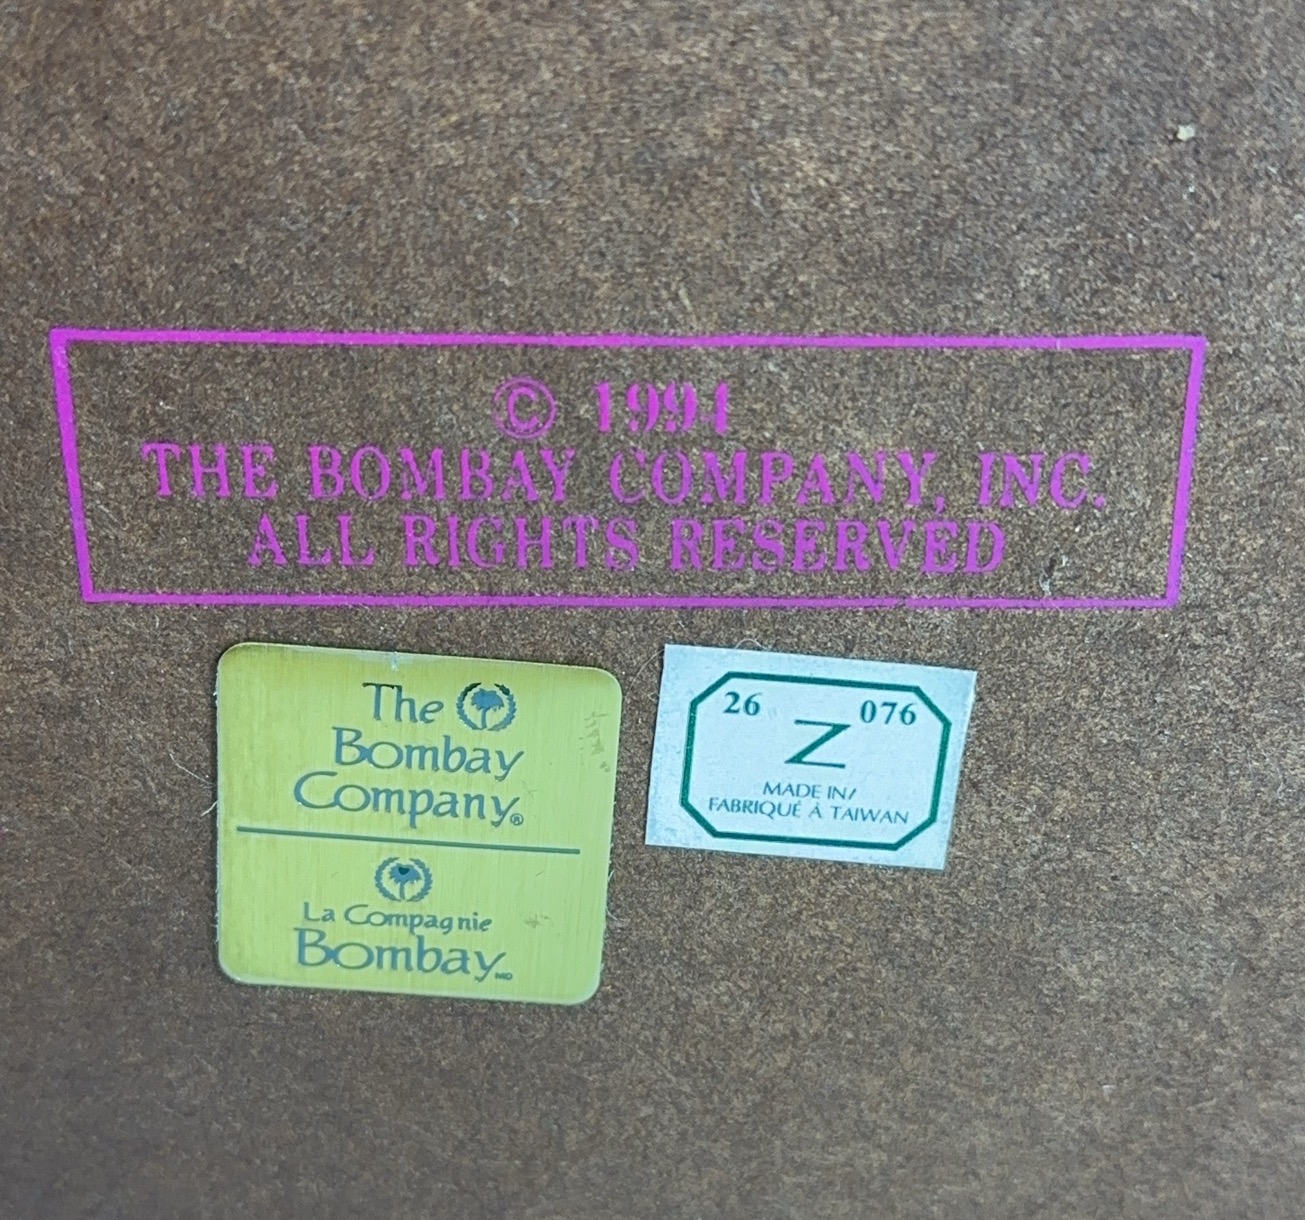 © 1994
THE BOMBAY COMPANY, INC.
ALL RIGHTS RESERVED
The
Bombay
Company®
La Compagnie
Bombay MD
26 076
Z
MADE IN/
FABRIQUÉ À TAIWAN